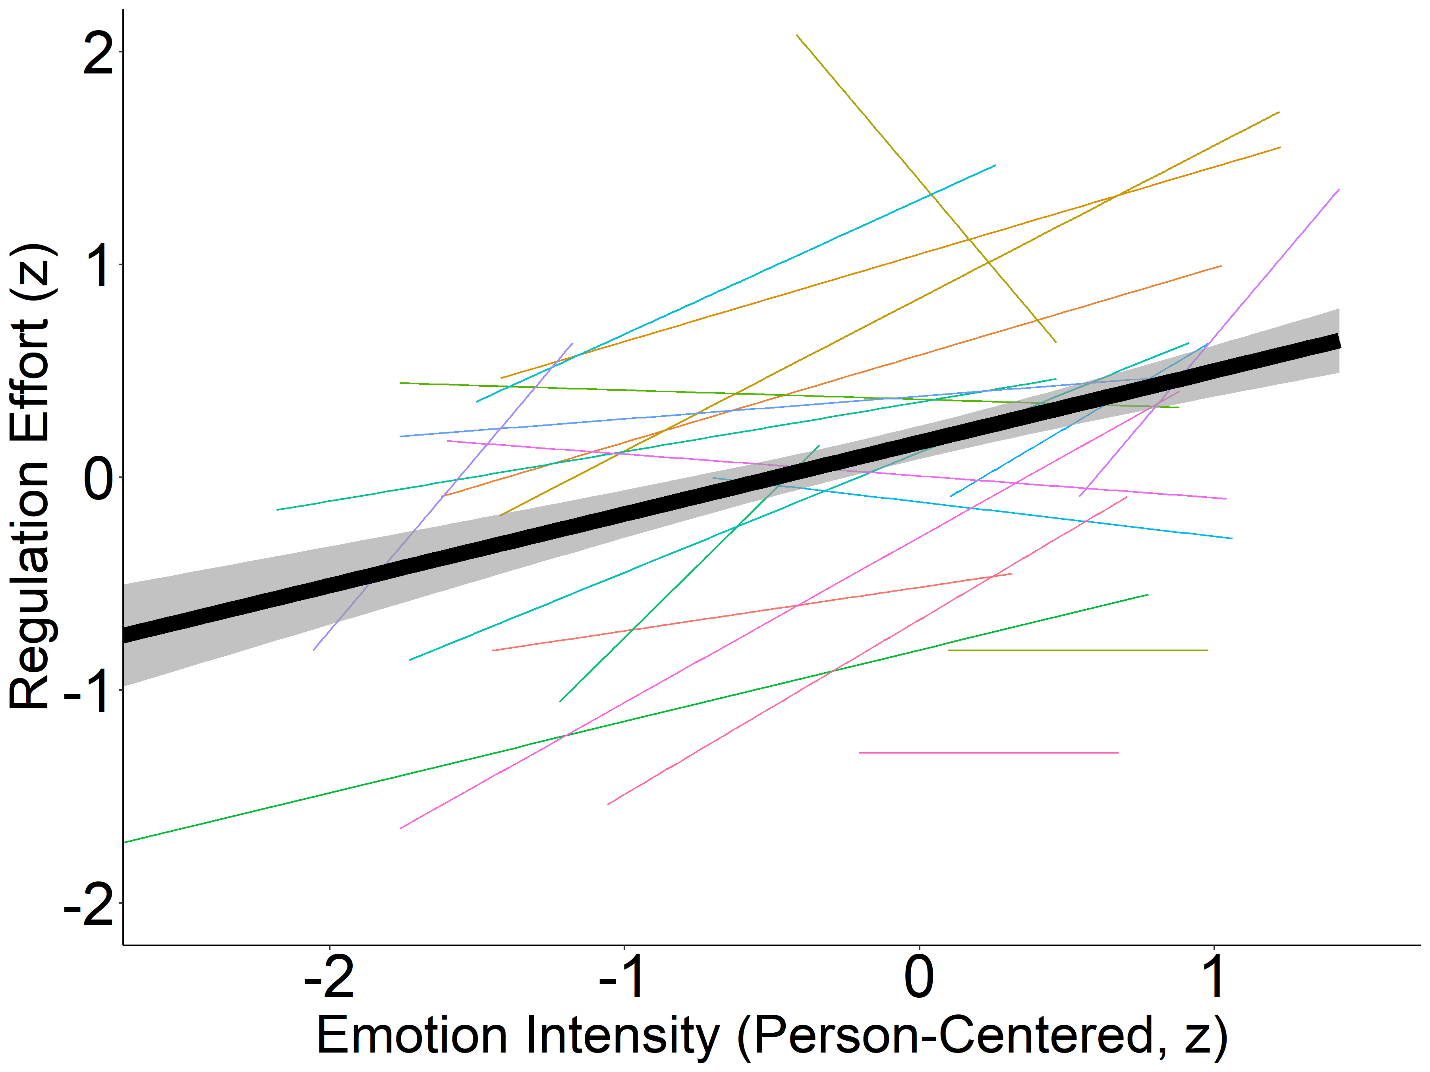 Regulation Effort (z)
2
1
0
-1
-2
-2 -1 0 1
Emotion Intensity (Person-Centered, z)